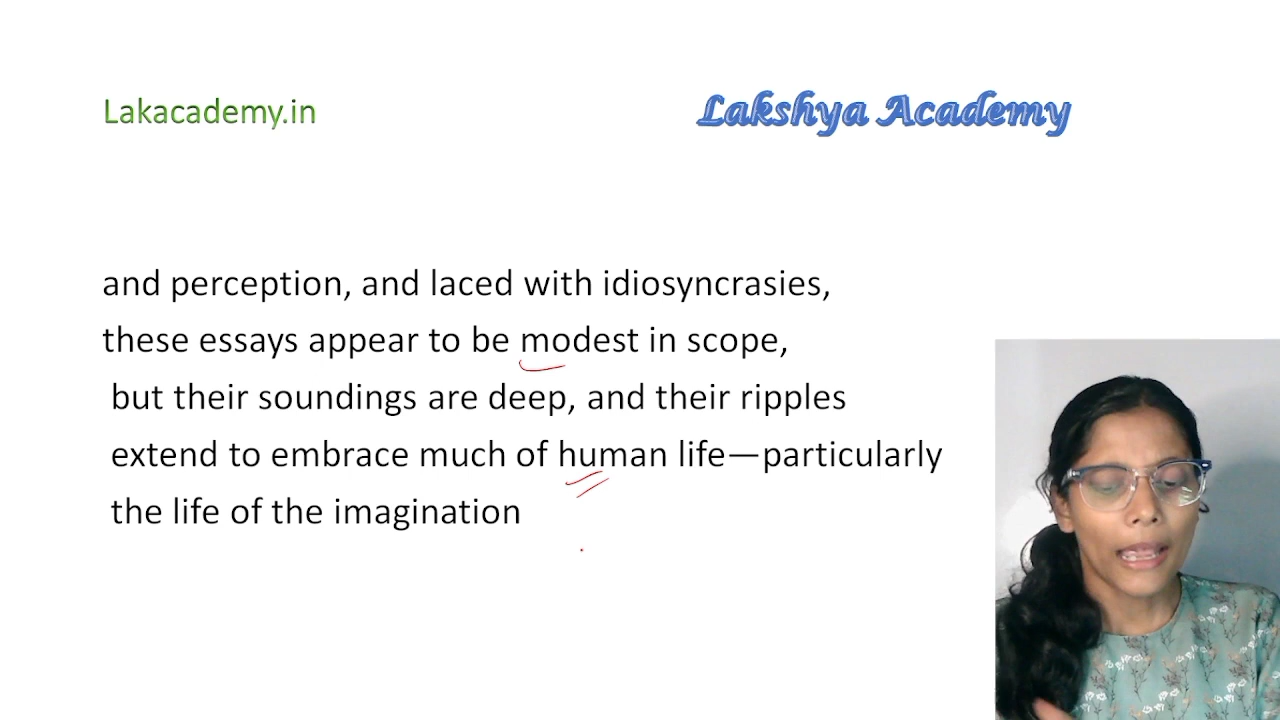 Lakacademy.in
Lakshya Academy
and perception, and laced with idiosyncrasies,
these essays appear to be modest in scope,
but their soundings are deep, and their ripples
extend to embrace much of human life—particularly
the life of the imagination